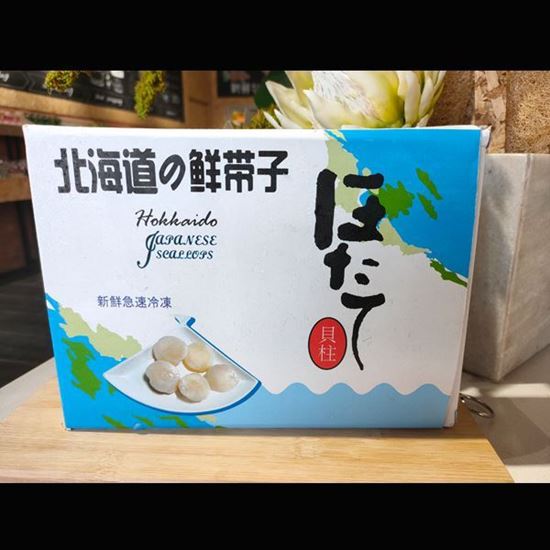 北海道の鮮帯子
Hokkaido
JAPANESE
SCALLOPS
新鮮急速冷凍
ほたて
貝柱